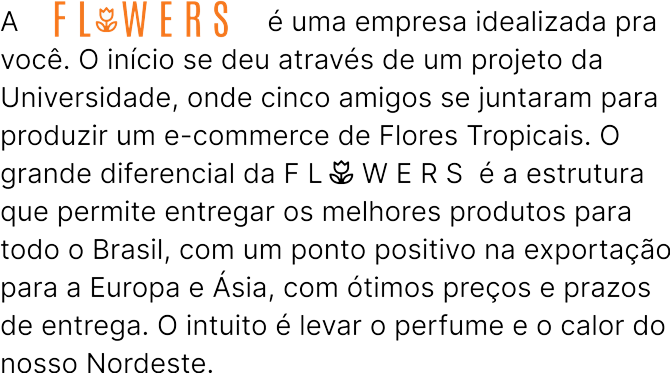 A FLOWERS é uma empresa idealizada pra
você. O início se deu através de um projeto da
Universidade, onde cinco amigos se juntaram para
produzir um e-commerce de Flores Tropicais. O
grande diferencial da FLOWERS é a estrutura
que permite entregar os melhores produtos para
todo o Brasil, com um ponto positivo na exportação
para a Europa e Ásia, com ótimos preços e prazos
de entrega. O intuito é levar o perfume e o calor do
nosso Nordeste.